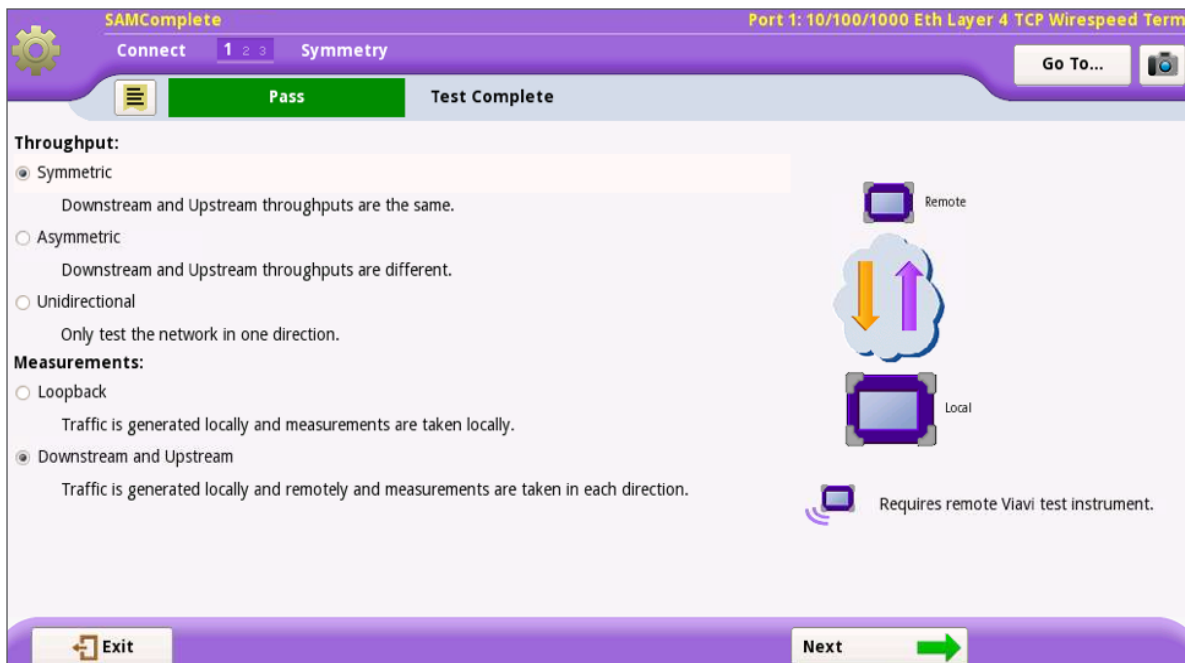 SAMComplete
Port 1: 10/100/1000 Eth Layer 4 TCP Wirespeed Term
Connect 1 2 3 Symmetry
Go To...
Pass Test Complete
Throughput:
Symmetric
Downstream and Upstream throughputs are the same.
Asymmetric
Downstream and Upstream throughputs are different.
Unidirectional
Only test the network in one direction.
Measurements:
Loopback
Traffic is generated locally and measurements are taken locally.
Downstream and Upstream
Traffic is generated locally and remotely and measurements are taken in each direction.
Remote
Local
Requires remote Viavi test instrument.
Exit
Next